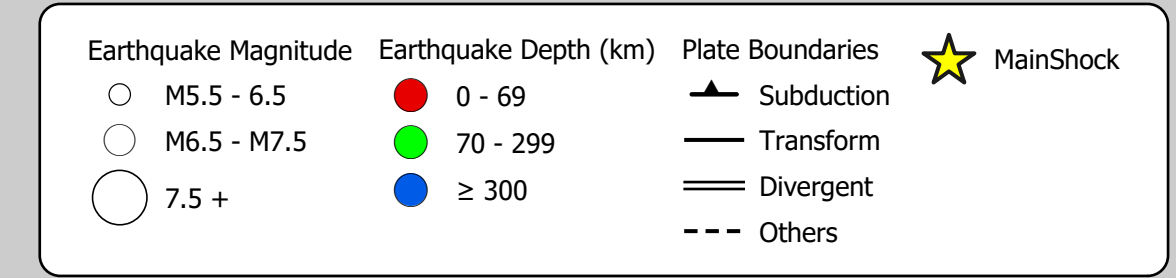 Earthquake Magnitude
M5.5 - 6.5
M6.5 - M7.5
7.5 +
Earthquake Depth (km)
0 - 69
70 - 299
≥ 300
Plate Boundaries
Subduction
Transform
Divergent
Others
MainShock